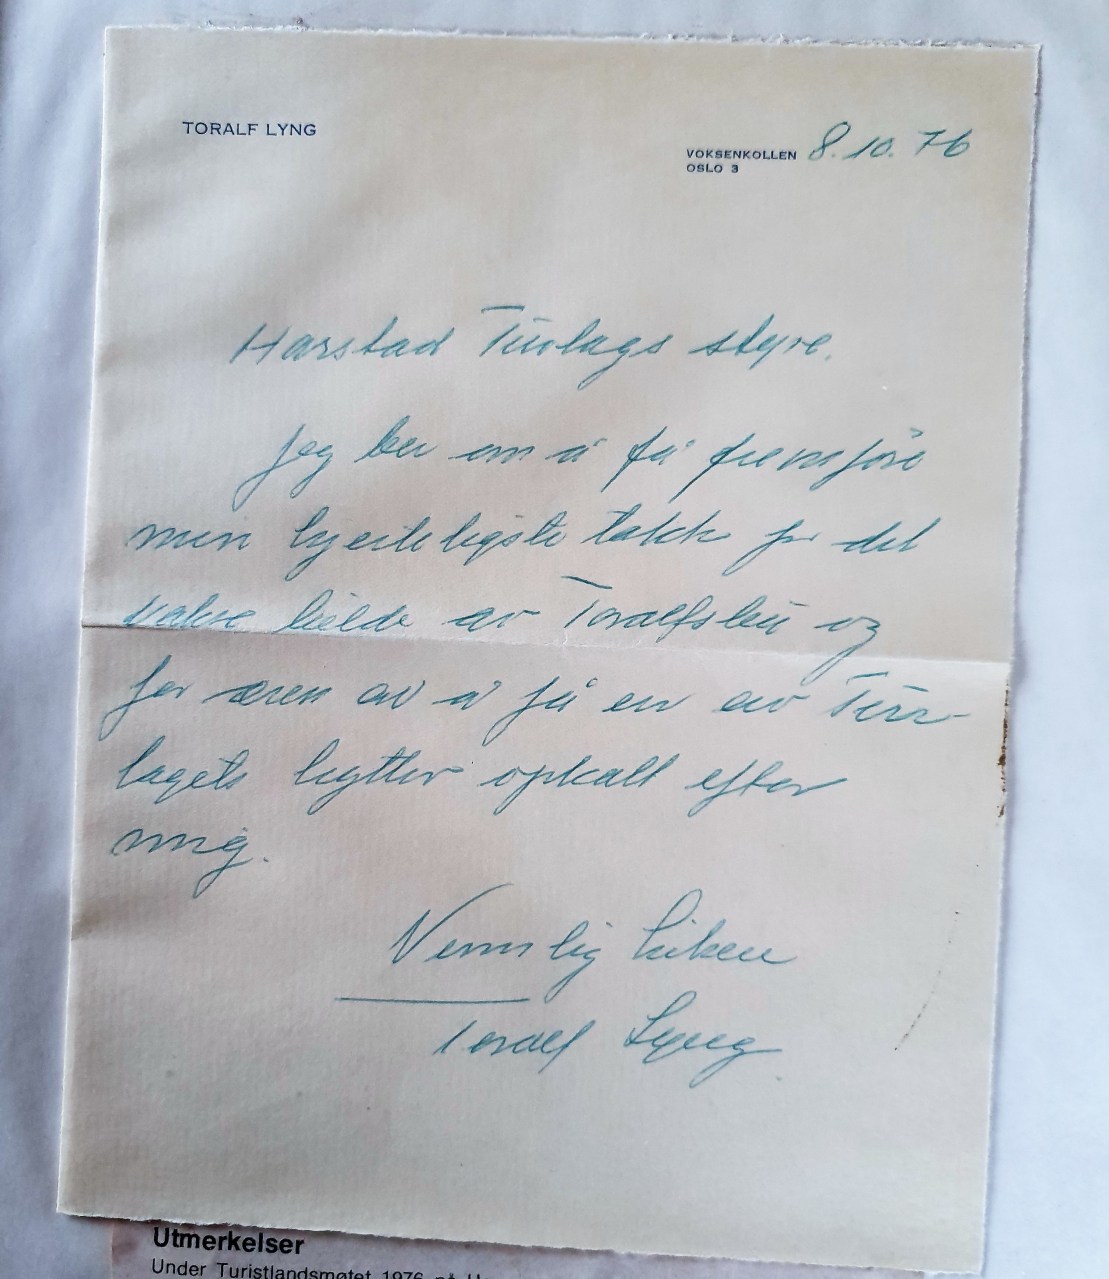 TORALF LYNG
VOKSENKOLLEN 8.10.76
OSLO 3
Harstad Turlags styre.
Jeg ber om å få fremføre
min hjerteligste takk for det
vakre bilde av Toralfsbu og
for æren av å få en av Tur-
lagets hytter opkalt efter
mig.
Vennlig hilsen
Toralf Lyng
Utmerkelser
Under Turistlandsmøtet 1976 på